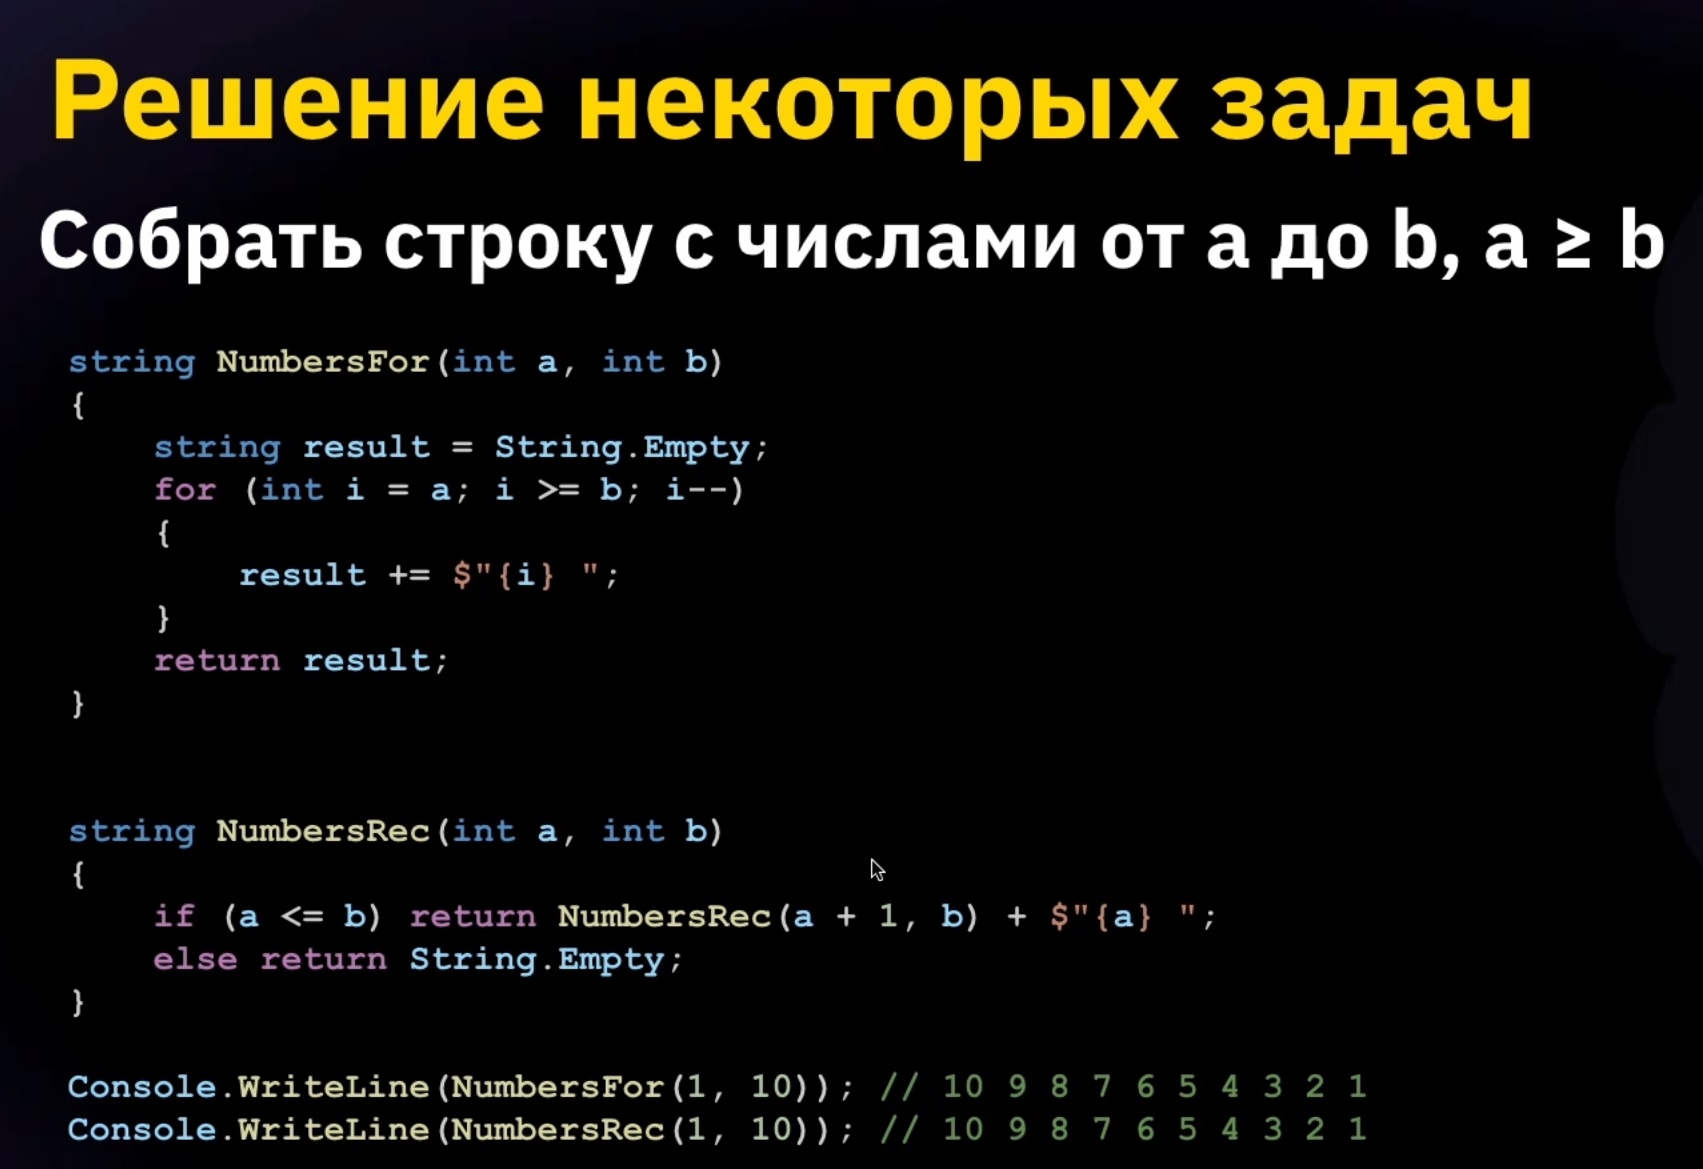 Решение некоторых задач
Собрать строку с числами от a до b, a ≥ b
string NumbersFor(int a, int b)
{
    string result = String.Empty;
    for (int i = a; i >= b; i--)
    {
        result += $"{i} ";
    }
    return result;
}
string NumbersRec(int a, int b)
{
    if (a <= b) return NumbersRec(a + 1, b) + $"{a} ";
    else return String.Empty;
}
Console.WriteLine(NumbersFor(1, 10)); // 10 9 8 7 6 5 4 3 2 1
Console.WriteLine(NumbersRec(1, 10)); // 10 9 8 7 6 5 4 3 2 1